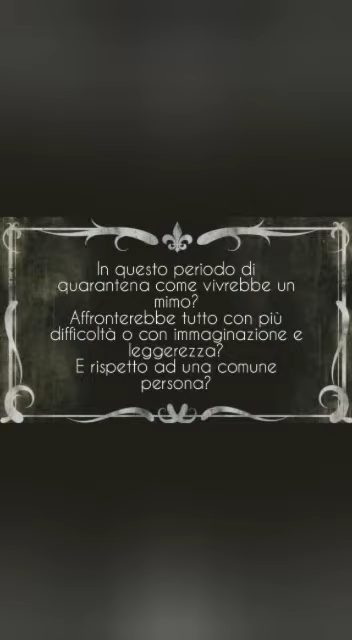 In questo periodo di
quarantena come vivrebbe un
mimo?
Affronterebbe tutto con più
difficoltà o con immaginazione e
leggerezza?
E rispetto ad una comune
persona?